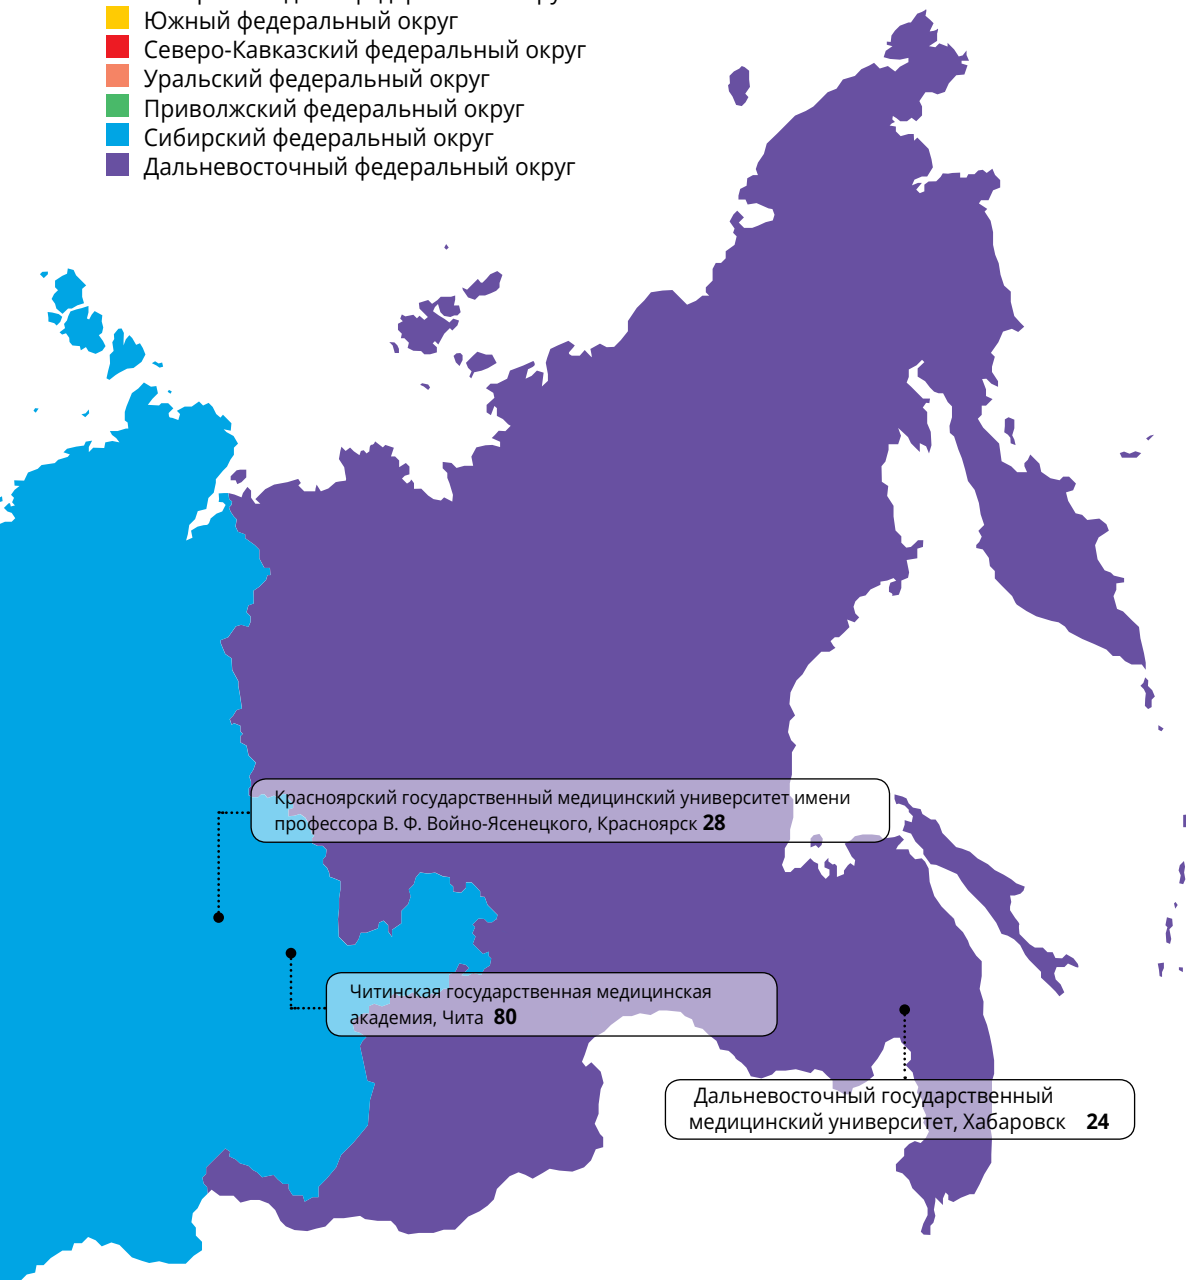 Южный федеральный округ
Северо-Кавказский федеральный округ
Уральский федеральный округ
Приволжский федеральный округ
Сибирский федеральный округ
Дальневосточный федеральный округ
Красноярский государственный медицинский университет имени
профессора В. Ф. Войно-Ясенецкого, Красноярск 28
Читинская государственная медицинская
академия, Чита 80
Дальневосточный государственный
медицинский университет, Хабаровск 24